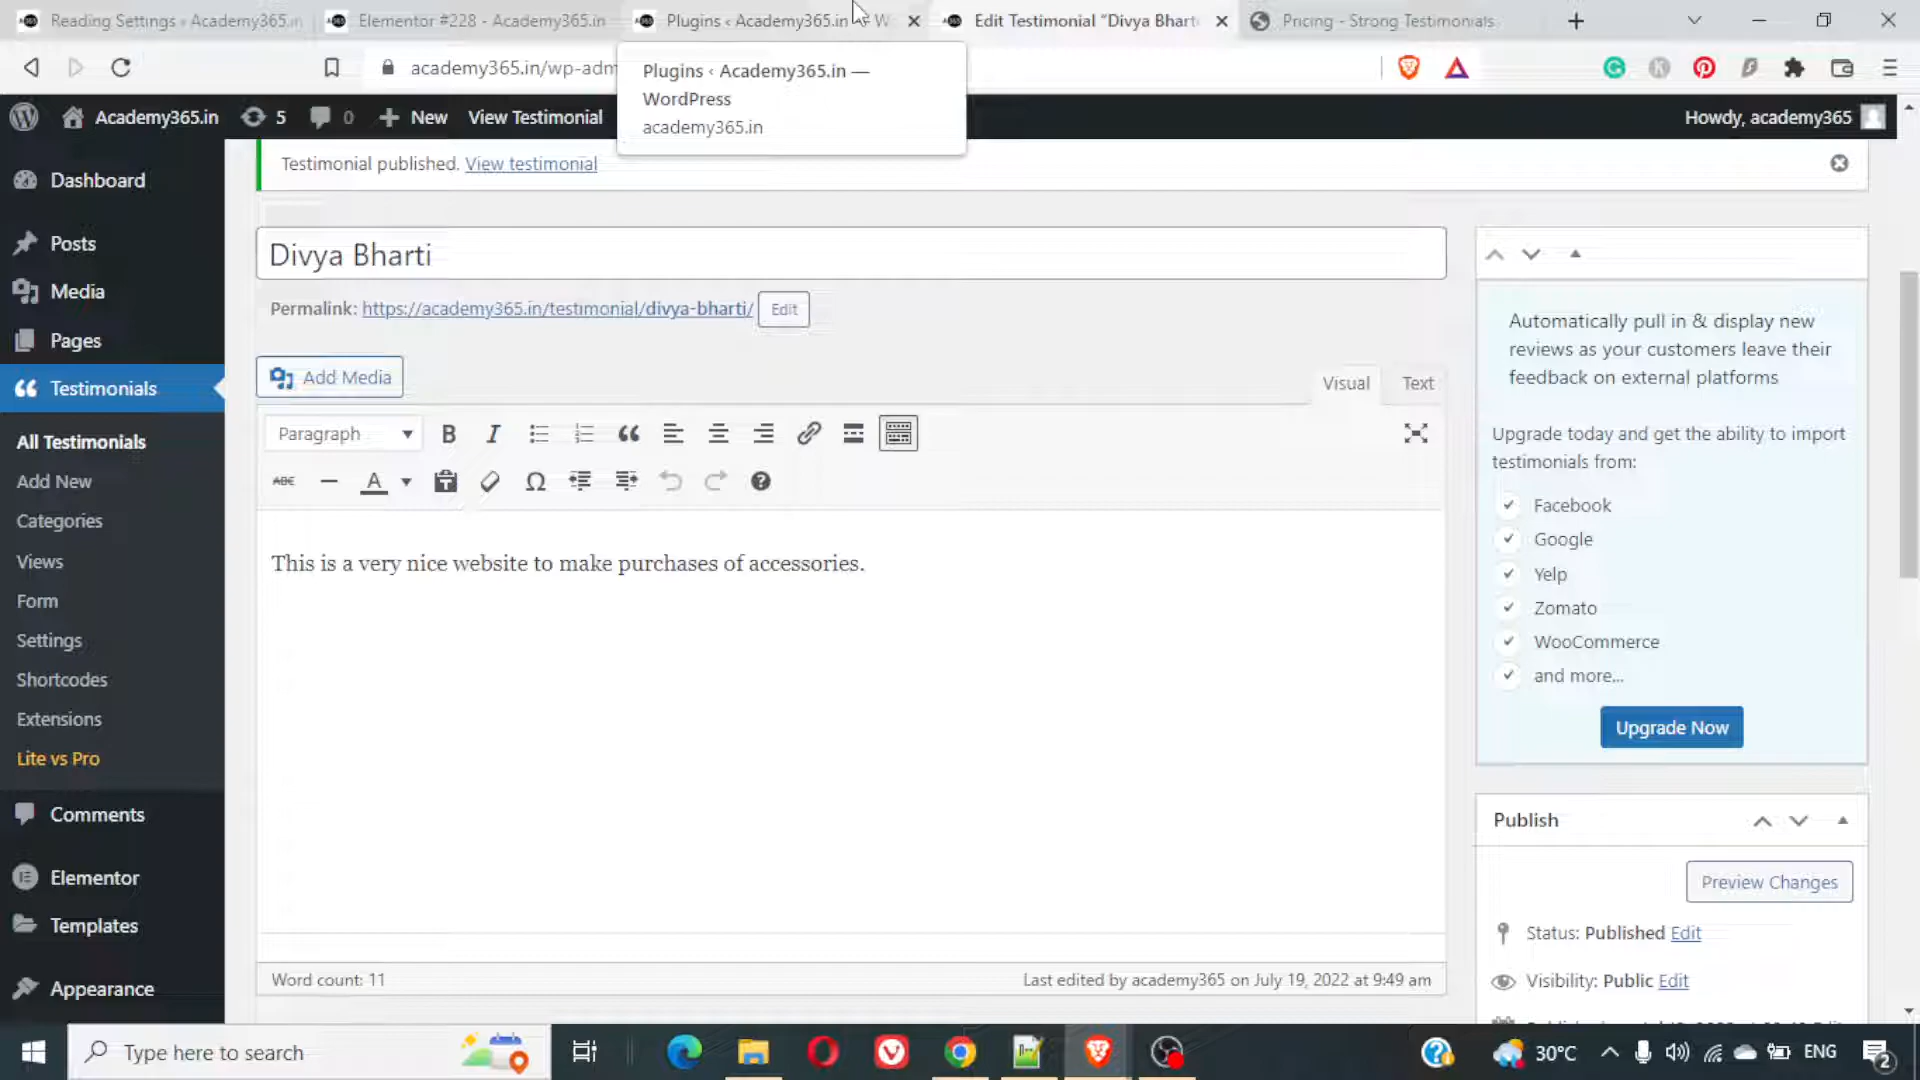 Reading Settings ‹ Academy365.in
Elementor #228 - Academy365.in
Plugins ‹ Academy365.in — W
Edit Testimonial "Divya Bharti
Pricing - Strong Testimonials
academy365.in/wp-adm
Plugins ‹ Academy365.in —
WordPress
academy365.in
Academy365.in
5
0
New
View Testimonial
Howdy, academy365
Testimonial published. View testimonial
Dashboard
Posts
Media
Pages
Testimonials
All Testimonials
Add New
Categories
Views
Form
Settings
Shortcodes
Extensions
Lite vs Pro
Comments
Elementor
Templates
Appearance
Divya Bharti
Permalink: https://academy365.in/testimonial/divya-bharti/ Edit
Add Media
Visual
Text
Paragraph
B
I
ABC
A
Ω
This is a very nice website to make purchases of accessories.
Word count: 11
Last edited by academy365 on July 19, 2022 at 9:49 am
Automatically pull in & display new
reviews as your customers leave their
feedback on external platforms
Upgrade today and get the ability to import
testimonials from:
Facebook
Google
Yelp
Zomato
WooCommerce
and more...
Upgrade Now
Publish
Preview Changes
Status: Published Edit
Visibility: Public Edit
Type here to search
30°C
ENG
2